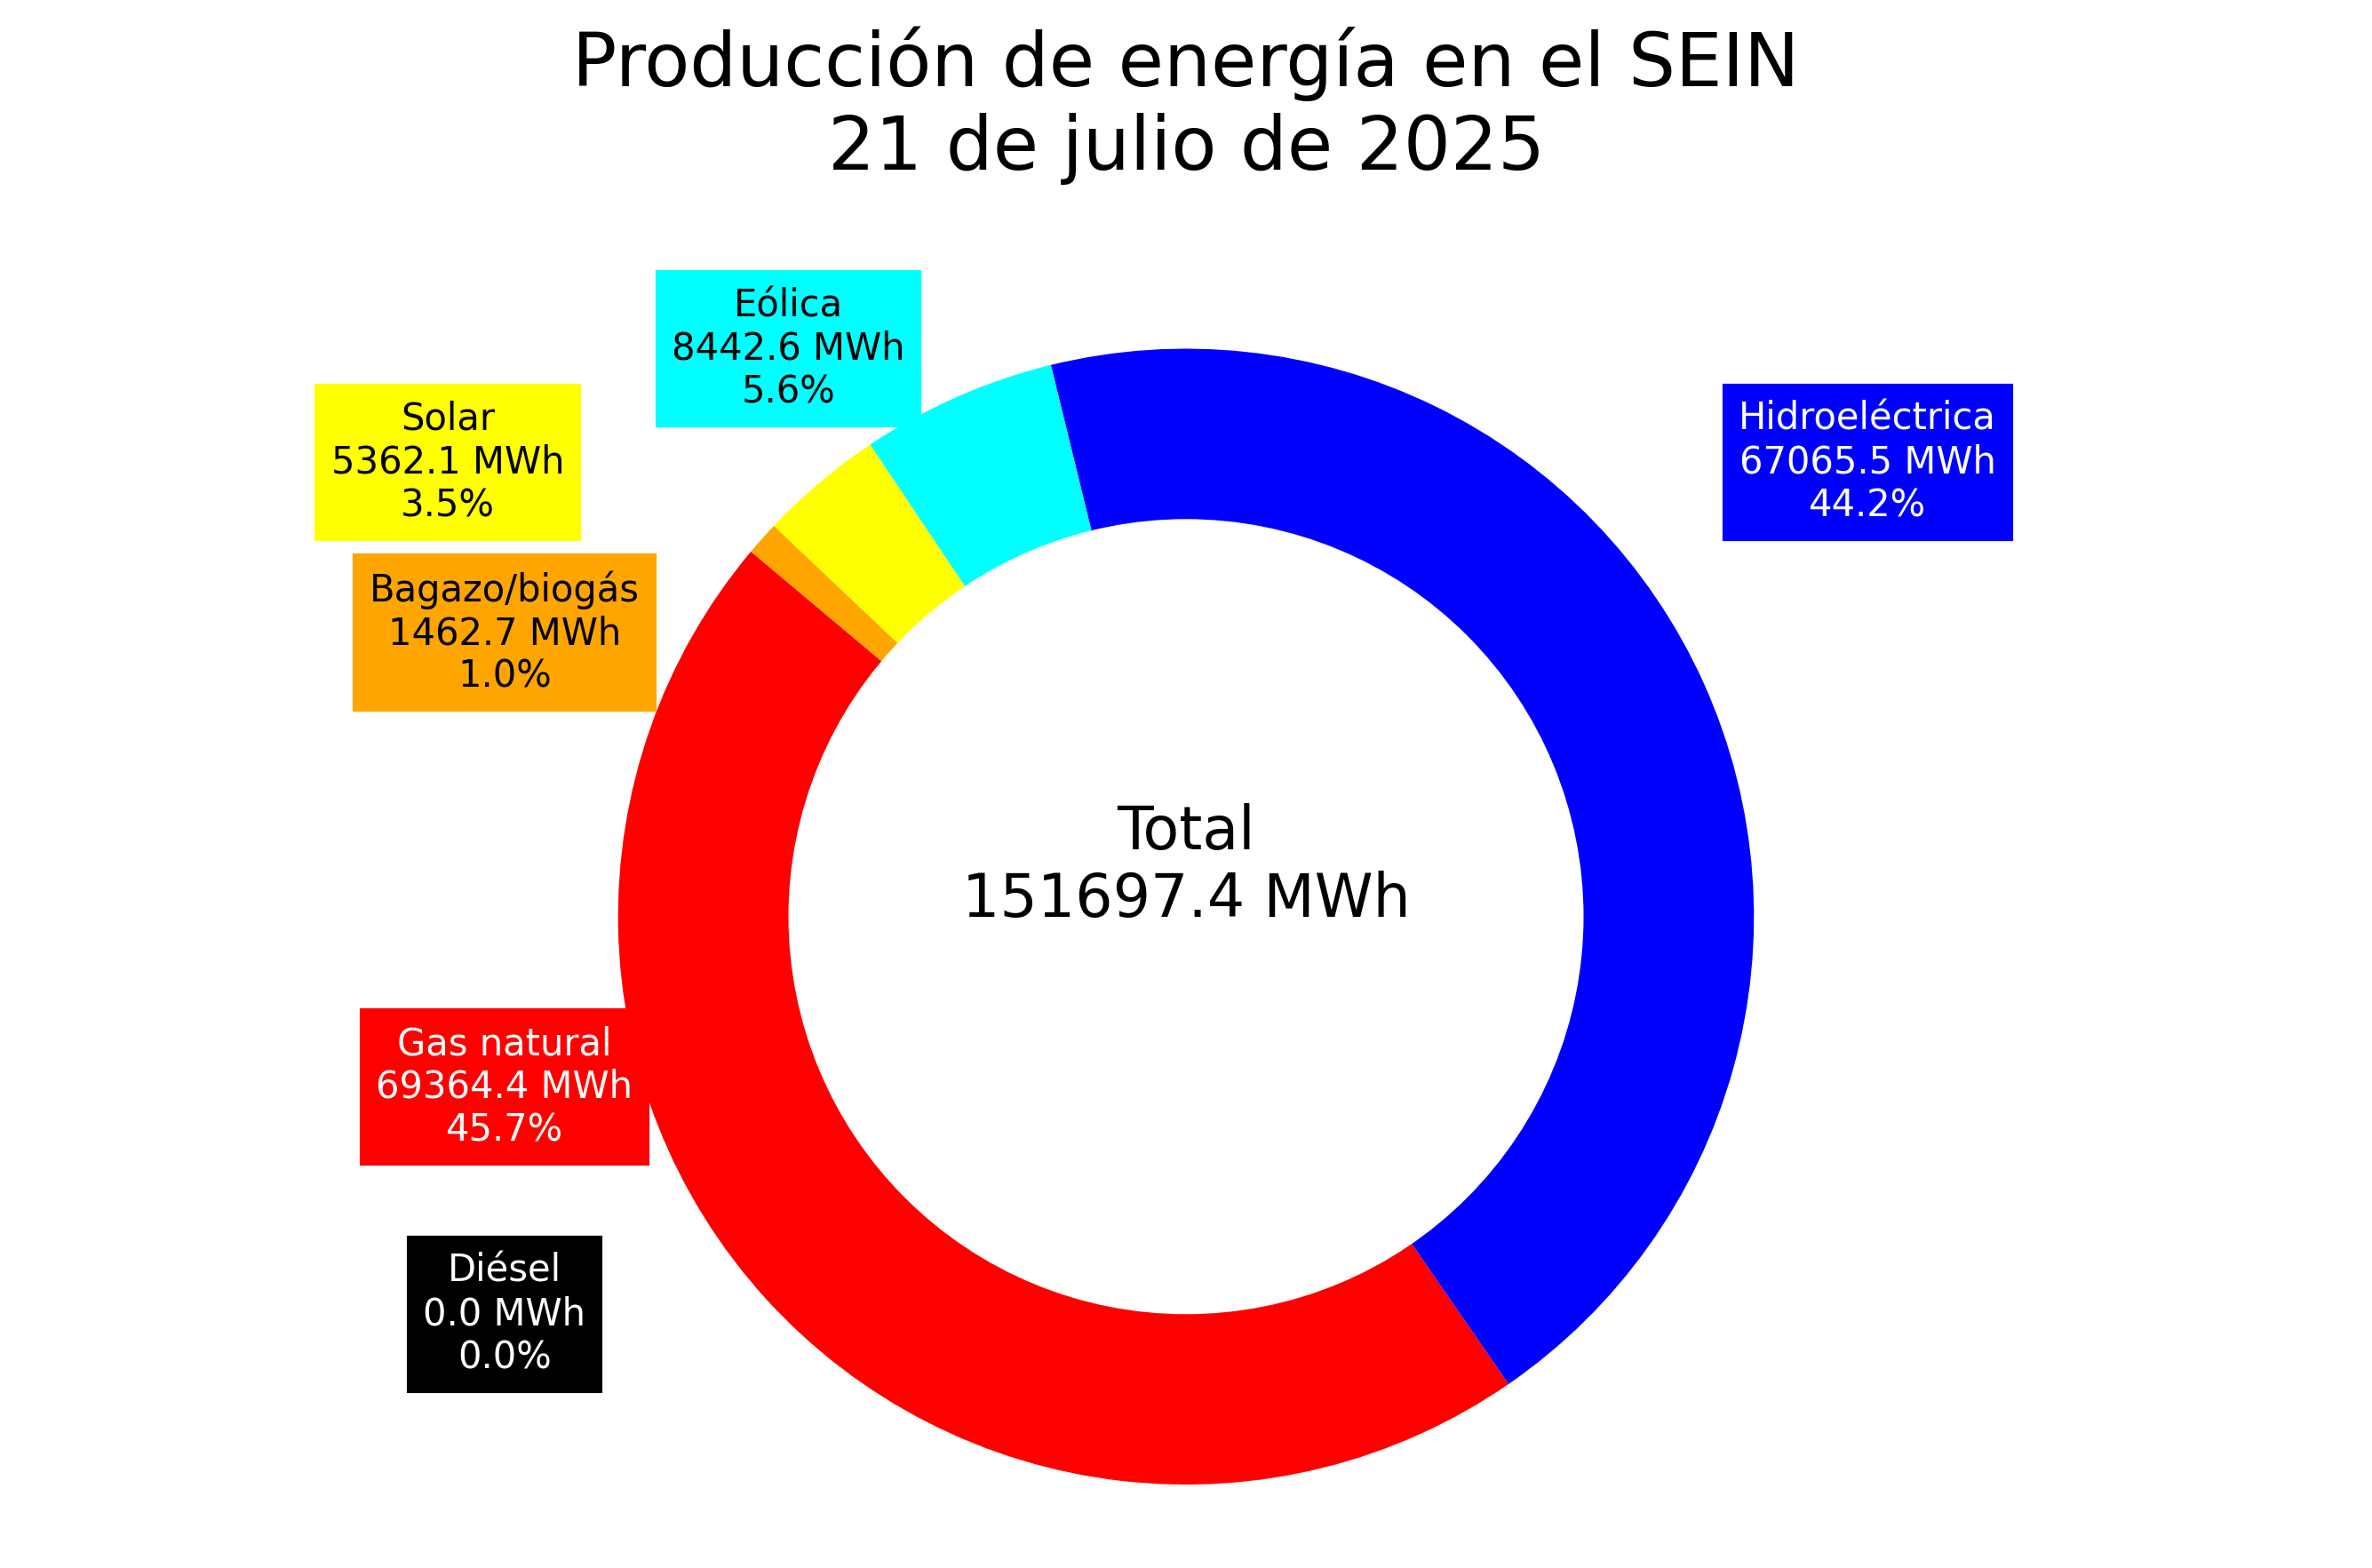 Producción de energía en el SEIN
21 de julio de 2025
Eólica
8442.6 MWh
5.6%
Solar
5362.1 MWh
3.5%
Hidroeléctrica
67065.5 MWh
44.2%
Bagazo/biogás
1462.7 MWh
1.0%
Total
151697.4 MWh
Gas natural
69364.4 MWh
45.7%
Diésel
0.0 MWh
0.0%